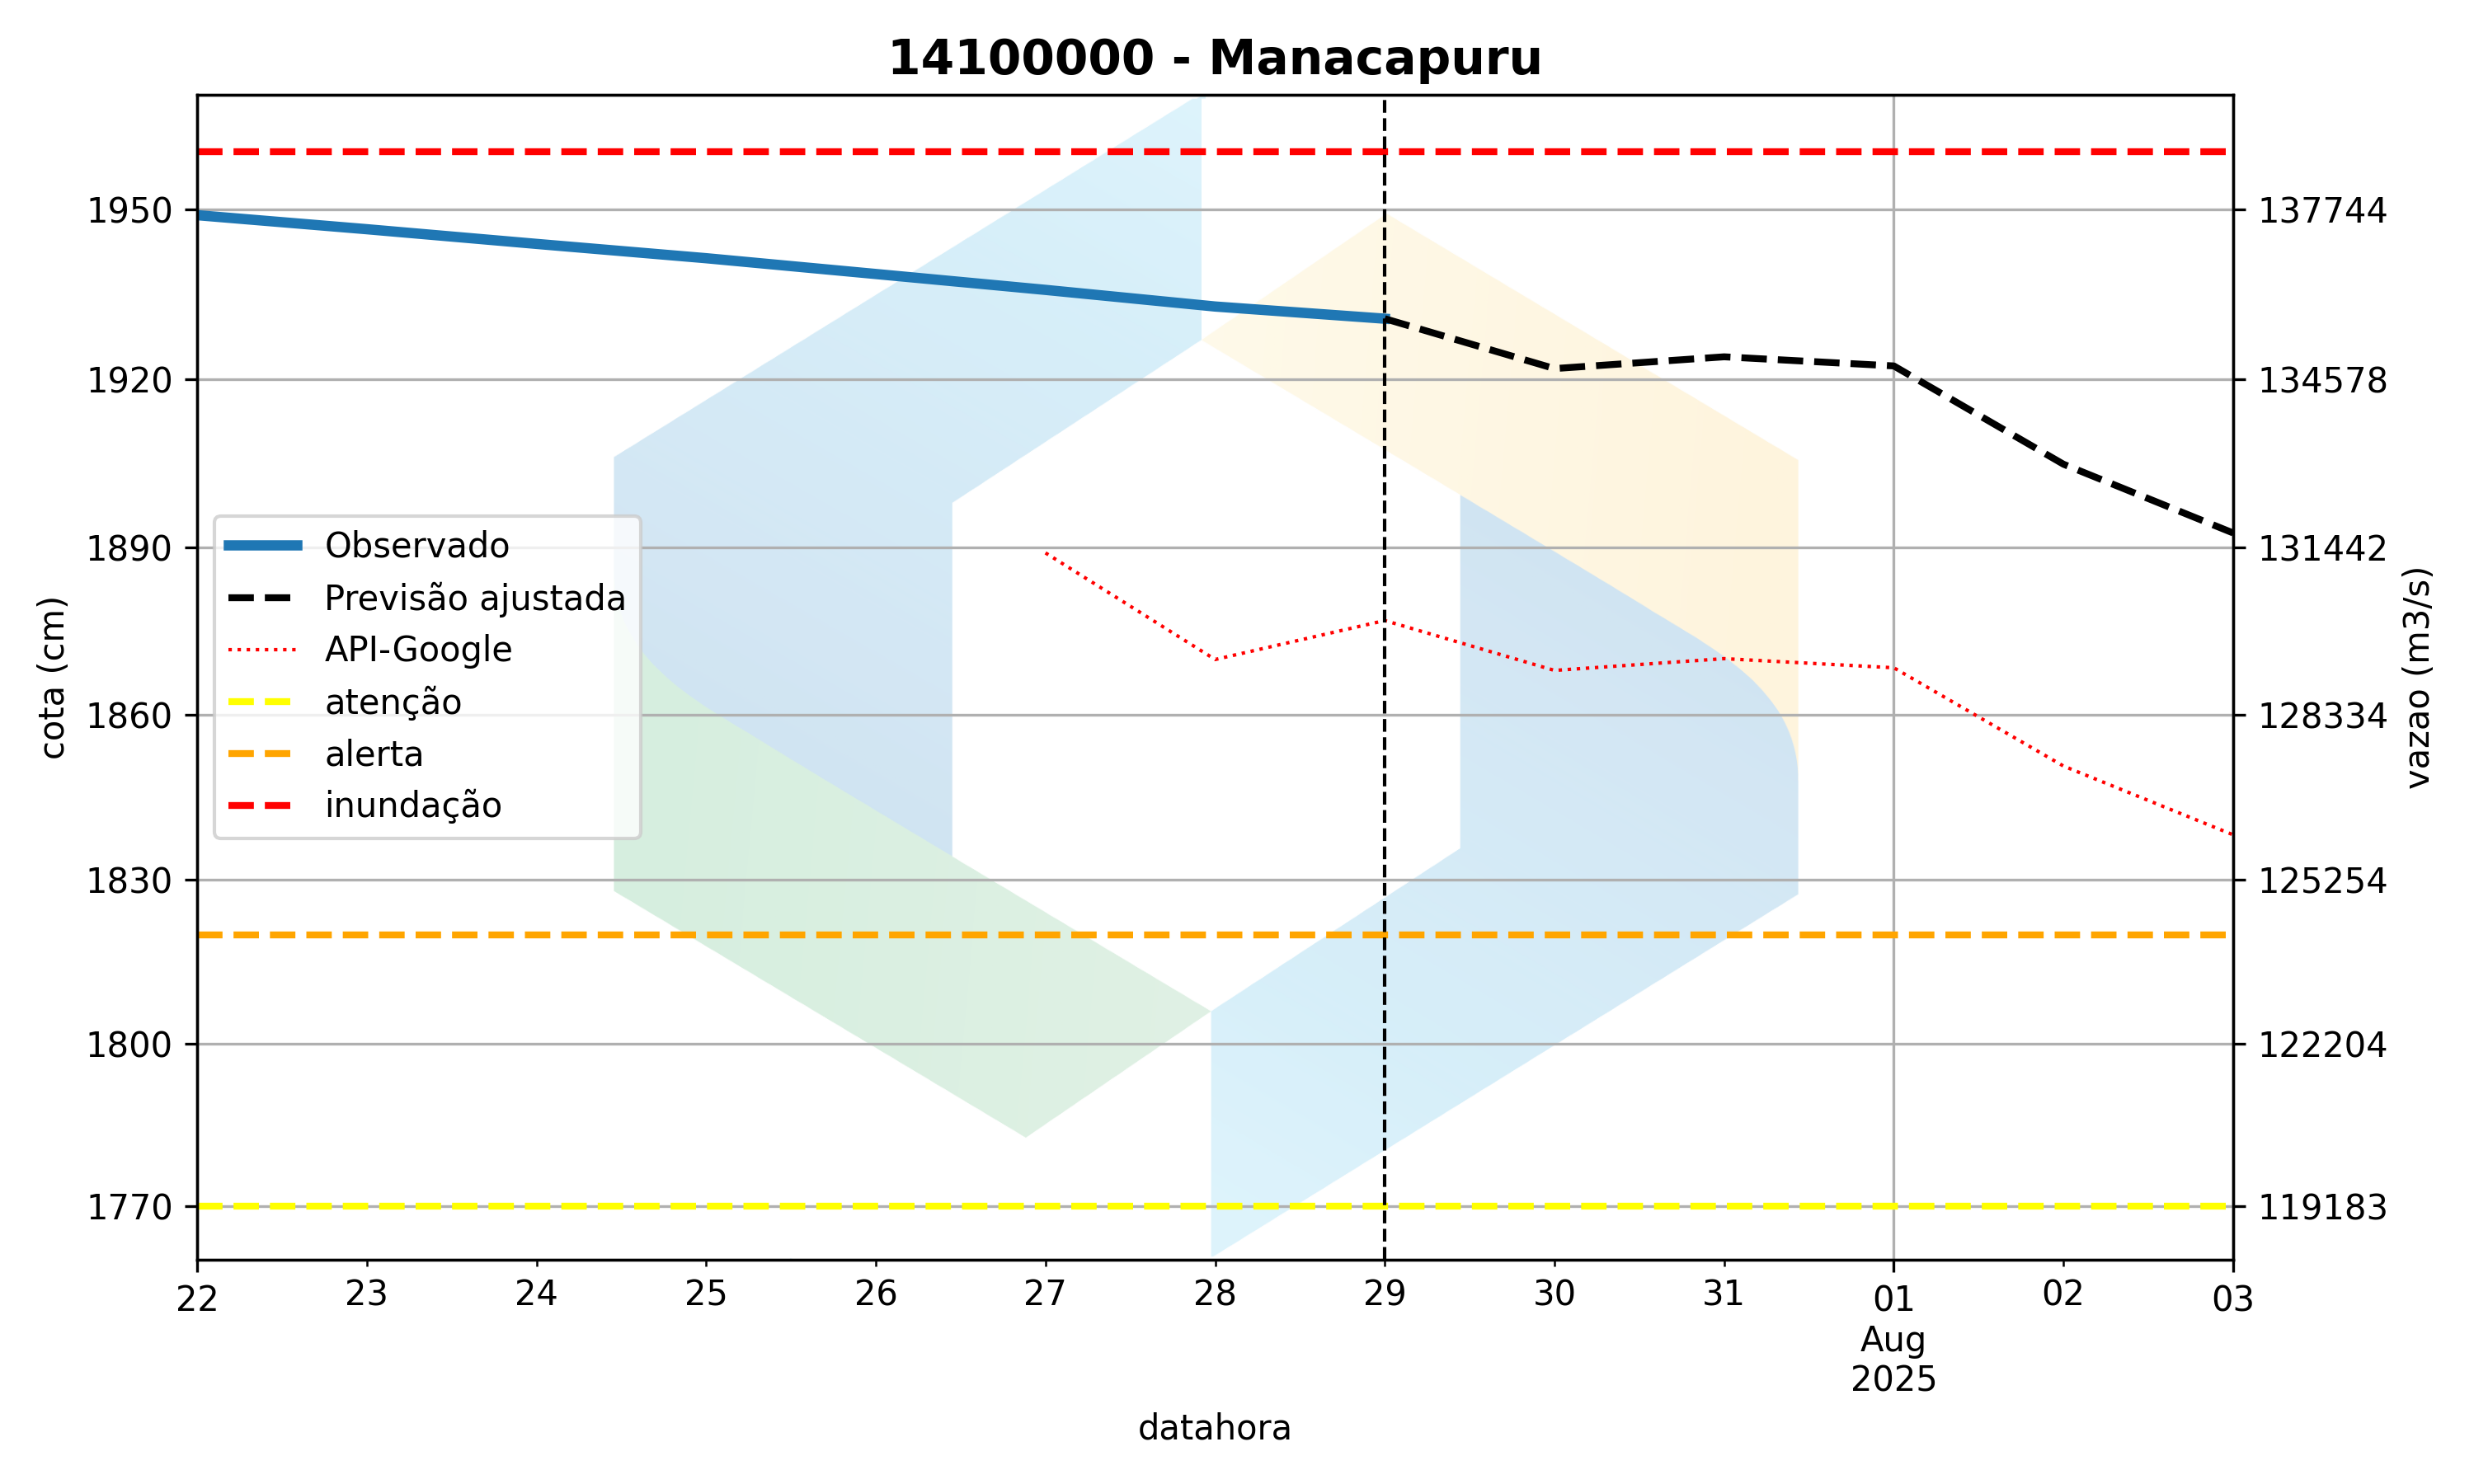 14100000 - Manacapuru
1950
1920
1890
1860
1830
1800
1770
cota (cm)
Observado
Previsão ajustada
API-Google
atenção
alerta
inundação
137744
134578
131442
128334
125254
122204
119183
vazao (m3/s)
22 23 24 25 26 27 28 29 30 31 01 02 03
Aug
2025
datahora